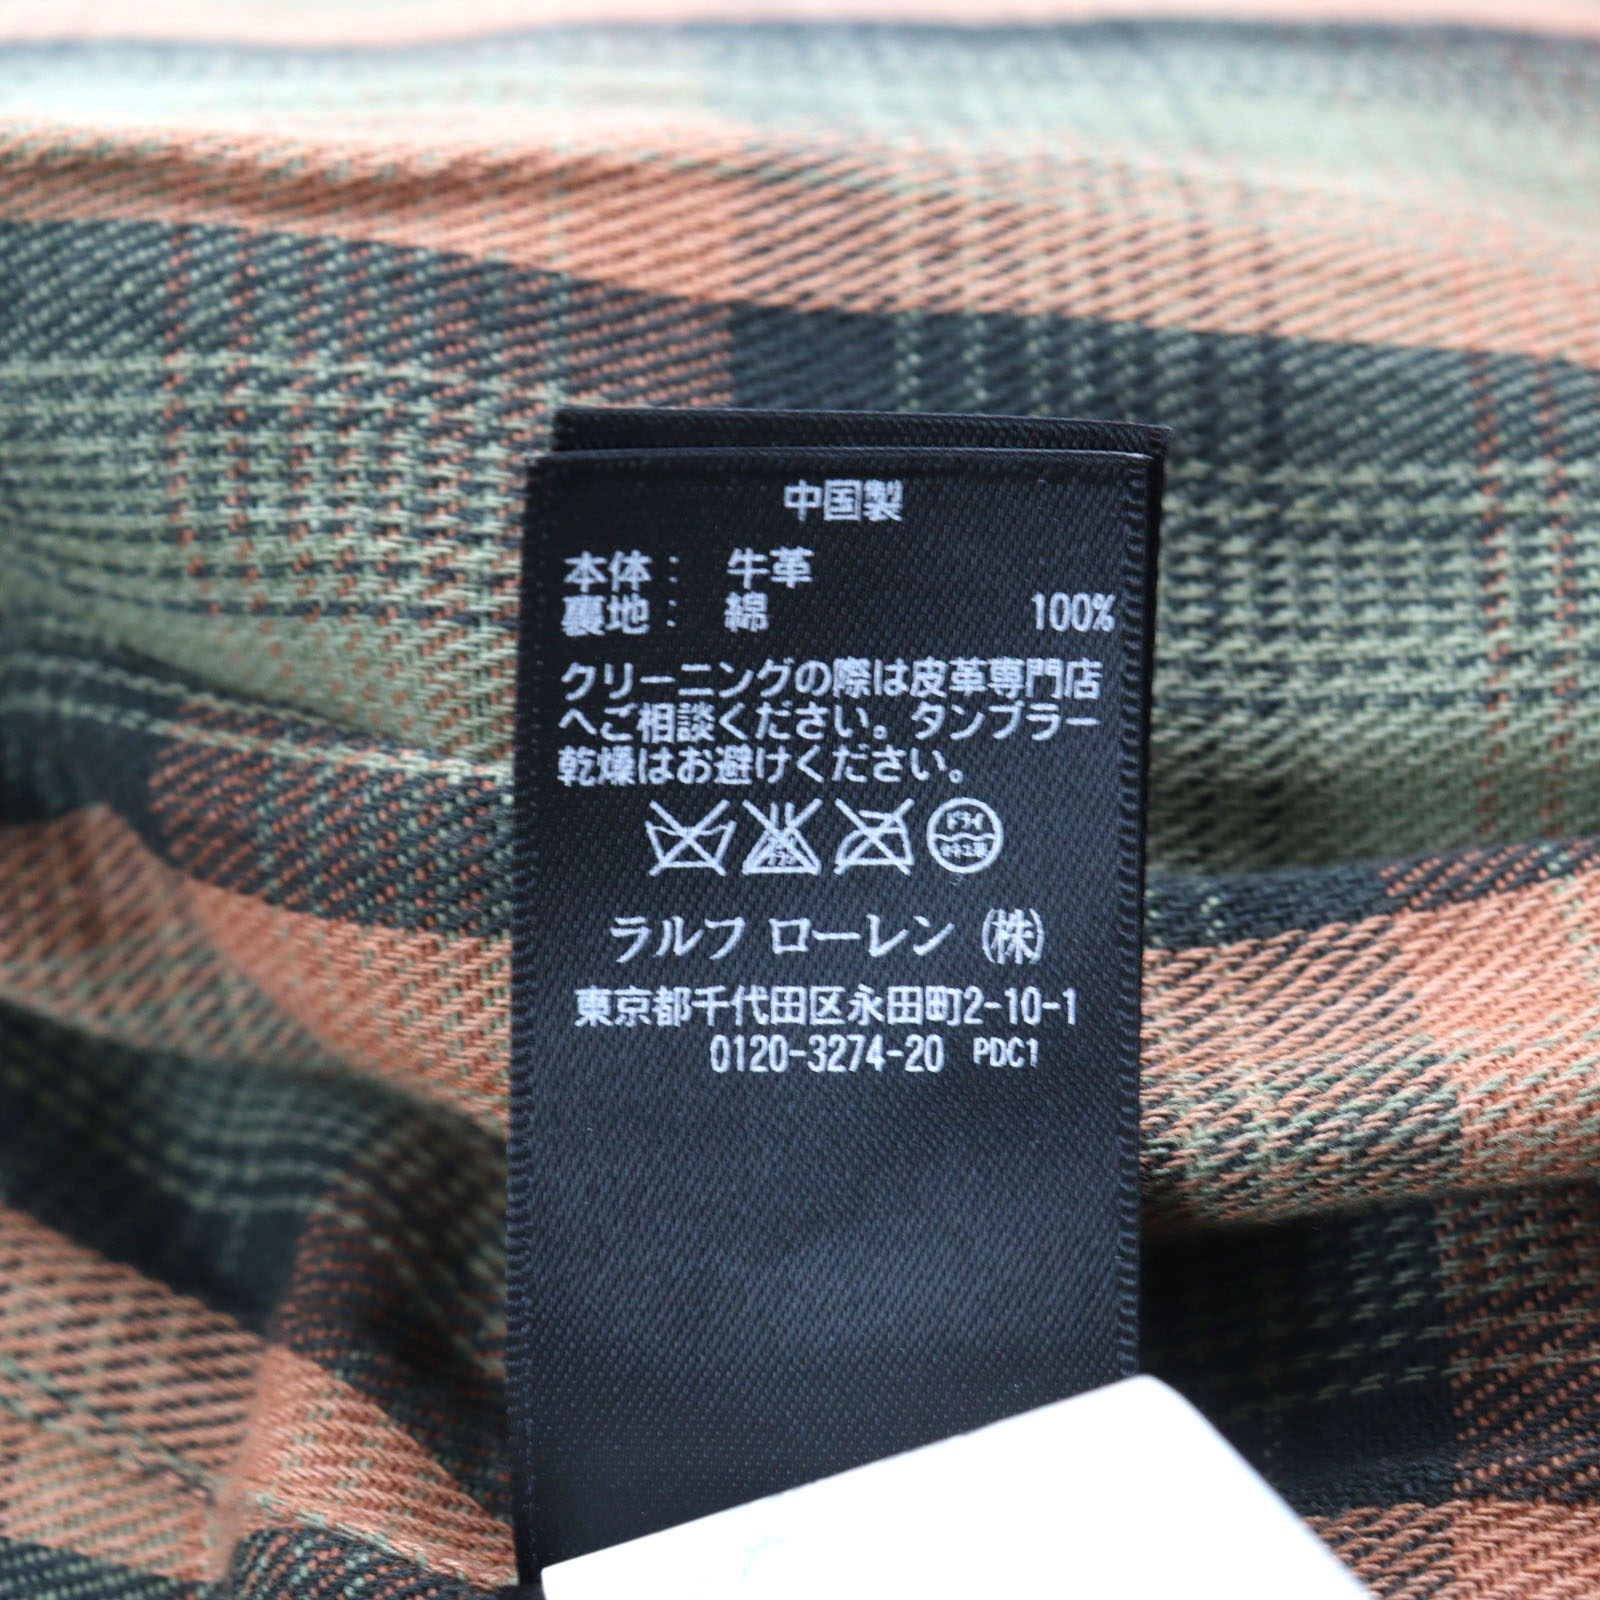 中国製
本体: 牛革
裏地: 綿 100%
クリーニングの際は皮革専門店
へご相談ください。タンブラー
乾燥はお避けください。
ドライ
ラルフ ローレン (株)
東京都千代田区永田町2-10-1
0120-3274-20 PDC1